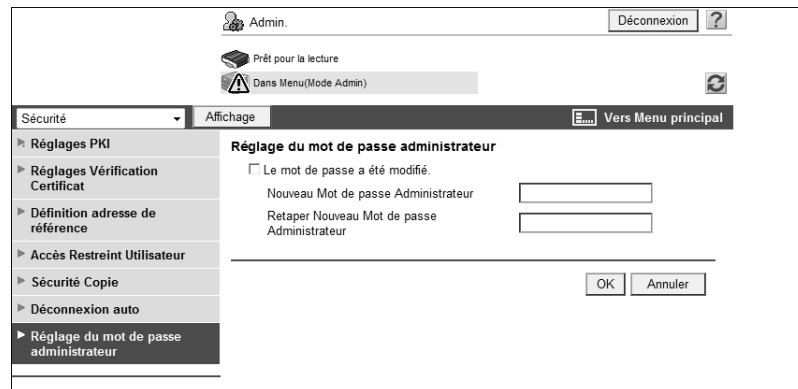 Admin.
Déconnexion
?
Prêt pour la lecture
Dans Menu(Mode Admin)
Sécurité
Affichage
Vers Menu principal
Réglages PKI
Réglages Vérification
Certificat
Définition adresse de
référence
Accès Restreint Utilisateur
Sécurité Copie
Déconnexion auto
Réglage du mot de passe
administrateur
Réglage du mot de passe administrateur
Le mot de passe a été modifié.
Nouveau Mot de passe Administrateur
Retaper Nouveau Mot de passe
Administrateur
OK
Annuler